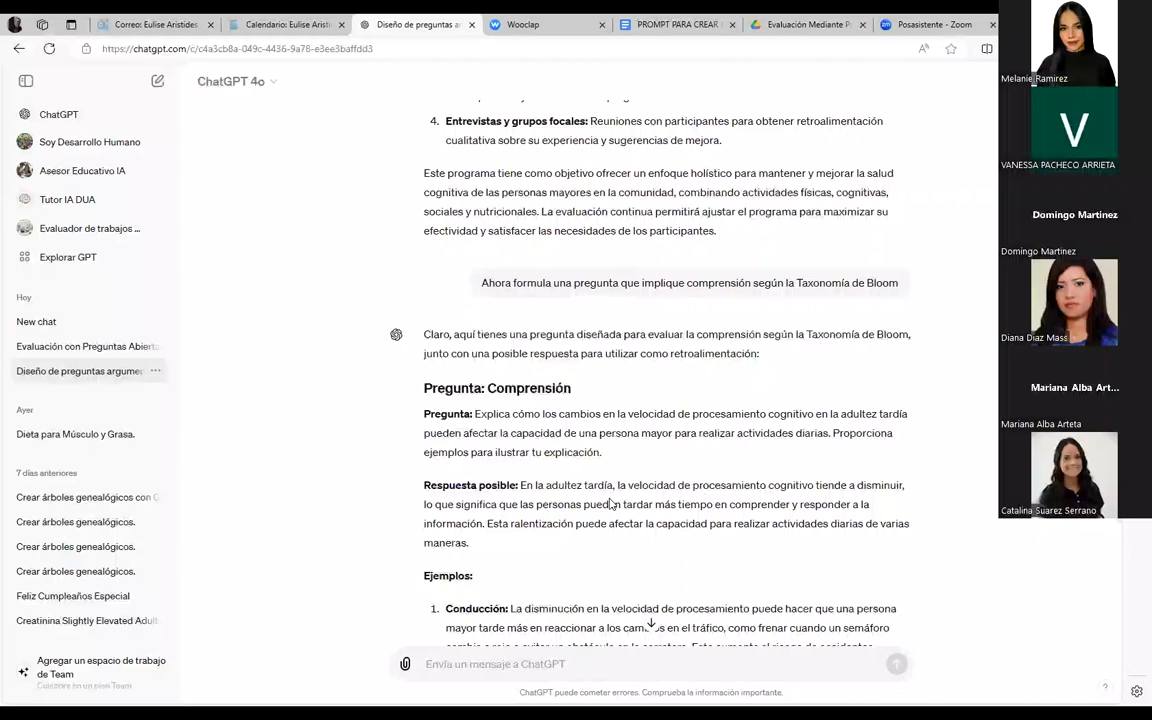 Correo: Eulise Aristides
Calendario: Eulise Aristi
Diseño de preguntas ar
Wooclap
PROMPT PARA CREAR
Evaluación Mediante P
Posasistente - Zoom
https://chatgpt.com/c/c4a3cb8a-049c-4436-9a78-e3ee3baffdd3
ChatGPT 4o
ChatGPT
Soy Desarrollo Humano
Asesor Educativo IA
Tutor IA DUA
Evaluador de trabajos ...
Explorar GPT
Hoy
New chat
Evaluación con Preguntas Abierta
Diseño de preguntas argume
Ayer
Dieta para Músculo y Grasa.
7 días anteriores
Crear árboles genealógicos con G
Crear árboles genealógicos.
Crear árboles genealógicos.
Crear árboles genealógicos.
Feliz Cumpleaños Especial
Creatinina Slightly Elevated Adult
Agregar un espacio de trabajo
de Team
4. Entrevistas y grupos focales: Reuniones con participantes para obtener retroalimentación
cualitativa sobre su experiencia y sugerencias de mejora.
Este programa tiene como objetivo ofrecer un enfoque holístico para mantener y mejorar la salud
cognitiva de las personas mayores en la comunidad, combinando actividades físicas, cognitivas,
sociales y nutricionales. La evaluación continua permitirá ajustar el programa para maximizar su
efectividad y satisfacer las necesidades de los participantes.
Ahora formula una pregunta que implique comprensión según la Taxonomía de Bloom
Claro, aquí tienes una pregunta diseñada para evaluar la comprensión según la Taxonomía de Bloom,
junto con una posible respuesta para utilizar como retroalimentación:
Pregunta: Comprensión
Pregunta: Explica cómo los cambios en la velocidad de procesamiento cognitivo en la adultez tardía
pueden afectar la capacidad de una persona mayor para realizar actividades diarias. Proporciona
ejemplos para ilustrar tu explicación.
Respuesta posible: En la adultez tardía, la velocidad de procesamiento cognitivo tiende a disminuir,
lo que significa que las personas pueden tardar más tiempo en comprender y responder a la
información. Esta ralentización puede afectar la capacidad para realizar actividades diarias de varias
maneras.
Ejemplos:
1. Conducción: La disminución en la velocidad de procesamiento puede hacer que una persona
mayor tarde más en reaccionar a los cambios en el tráfico, como frenar cuando un semáforo
Envía un mensaje a ChatGPT
ChatGPT puede cometer errores. Comprueba la información importante.
?
Melanie Ramirez
V
VANESSA PACHECO ARRIETA
Domingo Martinez
Domingo Martinez
Diana Diaz Mass
Mariana Alba Art...
Mariana Alba Arteta
Catalina Suarez Serrano